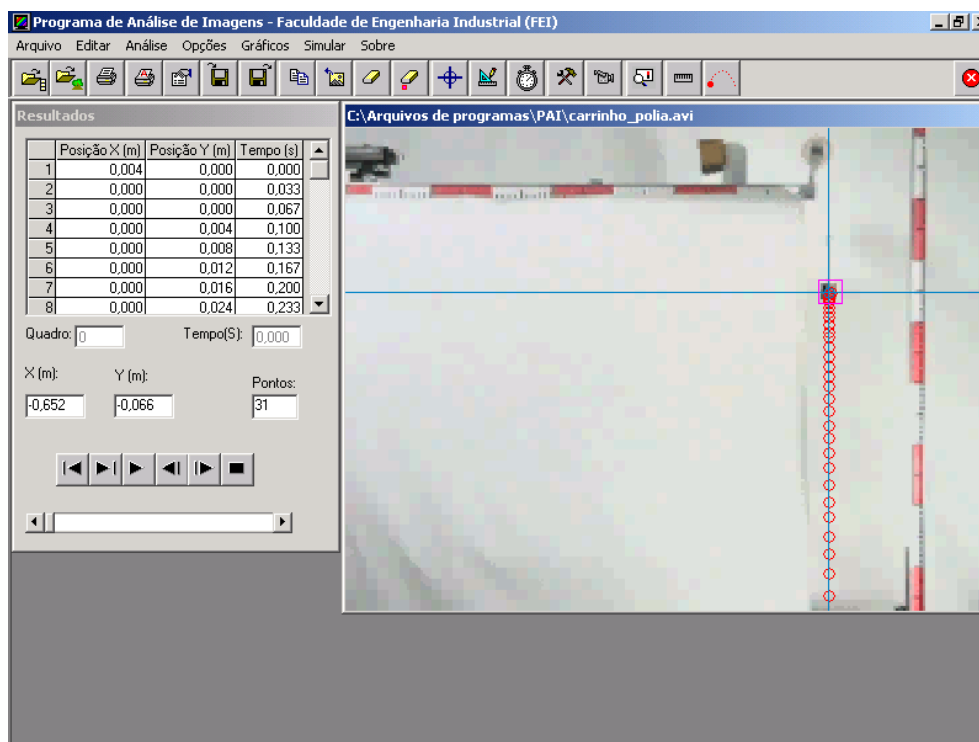 Programa de Análise de Imagens - Faculdade de Engenharia Industrial (FEI)
Arquivo Editar Análise Opções Gráficos Simular Sobre
Resultados
Posição X (m) Posição Y (m) Tempo (s)
1 0,004 0,000 0,000
2 0,000 0,000 0,033
3 0,000 0,000 0,067
4 0,000 0,004 0,100
5 0,000 0,008 0,133
6 0,000 0,012 0,167
7 0,000 0,016 0,200
8 0,000 0,024 0,233
Quadro: 0 Tempo(S): 0,000
X (m): Y (m): Pontos:
-0,652 -0,066 31
C:\Arquivos de programas\PAI\carrinho_polia.avi